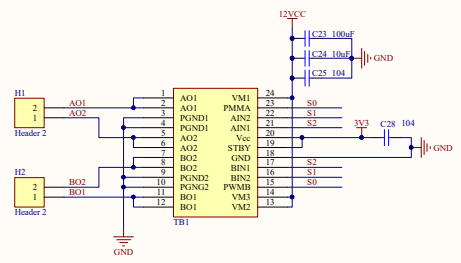 12VCC
C23 100uF
C24 10uF
GND
C25 104
H1
2
1
Header 2
AO1
AO2
1 AO1 VM1 24
2 AO1 PMMA 23 S0
3 PGND1 AIN2 22 S1
4 PGND1 AIN1 21 S2
5 AO2 Vcc 20
6 AO2 STBY 19
7 BO2 GND 18
8 BO2 BIN1 17 S2
9 PGND2 BIN2 16 S1
10 PNGG2 PWMB 15 S0
11 BO1 VM3 14
12 BO1 VM2 13
TB1
3V3
C28 104
GND
H2
2
1
Header 2
BO2
BO1
GND